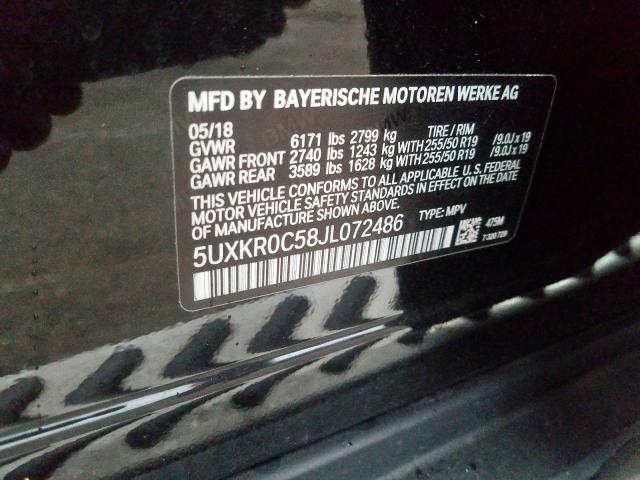 MFD BY BAYERISCHE MOTOREN WERKE AG
05/18 TIRE / RIM
GVWR 6171 lbs 2799 kg
GAWR FRONT 2740 lbs 1243 kg WITH 255/50 R19 /9.0J x 19
GAWR REAR 3589 lbs 1628 kg WITH 255/50 R19 /9.0J x 19
THIS VEHICLE CONFORMS TO ALL APPLICABLE U.S. FEDERAL
MOTOR VEHICLE SAFETY STANDARDS IN EFFECT ON THE DATE
OF MANUFACTURE SHOWN ABOVE.
5UXKR0C58JL072486 TYPE: MPV
475M
7320729